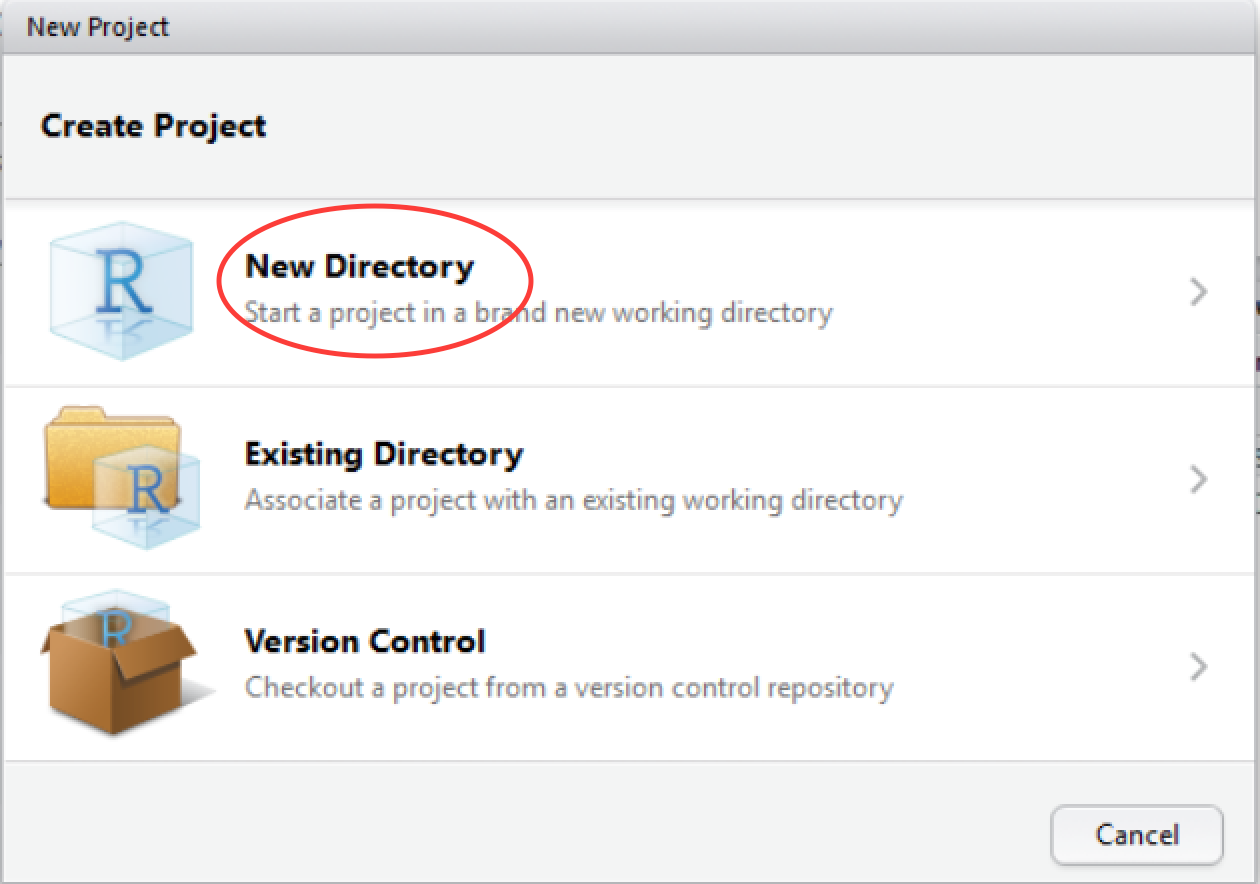 New Project
Create Project
R
New Directory
Start a project in a brand new working directory
R
Existing Directory
Associate a project with an existing working directory
R
Version Control
Checkout a project from a version control repository
Cancel